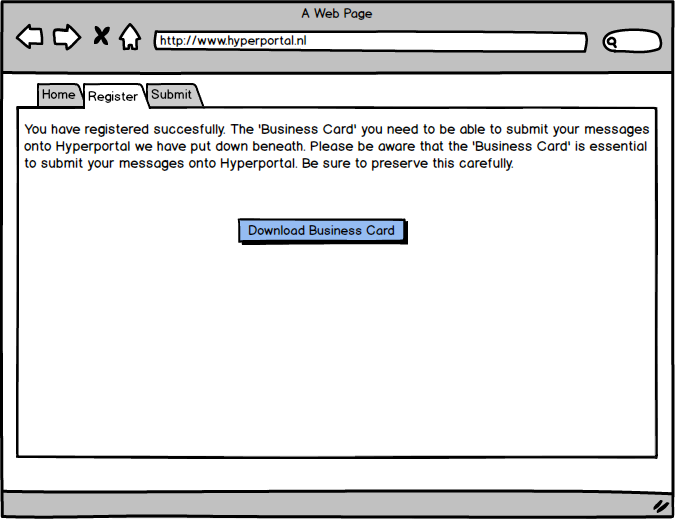 A Web Page
http://www.hyperportal.nl
Home Register Submit
You have registered succesfully. The 'Business Card' you need to be able to submit your messages
onto Hyperportal we have put down beneath. Please be aware that the 'Business Card' is essential
to submit your messages onto Hyperportal. Be sure to preserve this carefully.
Download Business Card